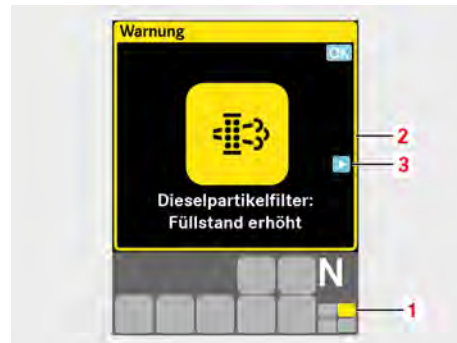 Warnung
OK
2
3
Dieselpartikelfilter:
Füllstand erhöht
N
1